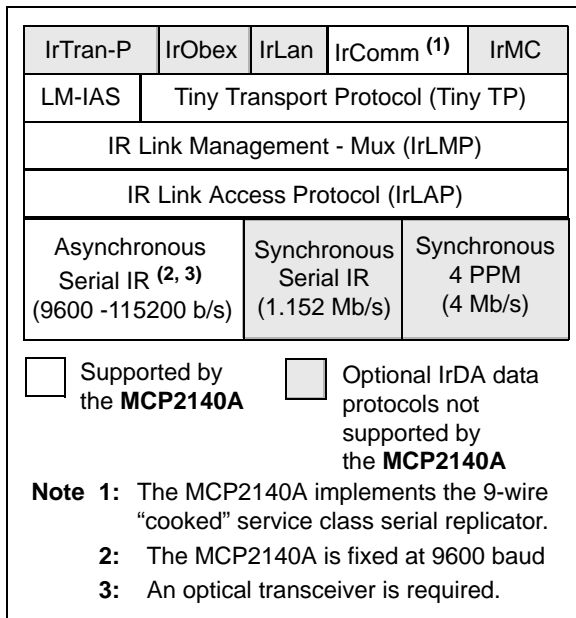 IrTran-P IrObex IrLan IrComm (1) IrMC
LM-IAS Tiny Transport Protocol (Tiny TP)
IR Link Management - Mux (IrLMP)
IR Link Access Protocol (IrLAP)
Asynchronous
Serial IR (2, 3)
(9600 -115200 b/s)
Synchronous
Serial IR
(1.152 Mb/s)
Synchronous
4 PPM
(4 Mb/s)
Supported by
the MCP2140A
Optional IrDA data
protocols not
supported by
the MCP2140A
Note 1: The MCP2140A implements the 9-wire
“cooked” service class serial replicator.
2: The MCP2140A is fixed at 9600 baud
3: An optical transceiver is required.